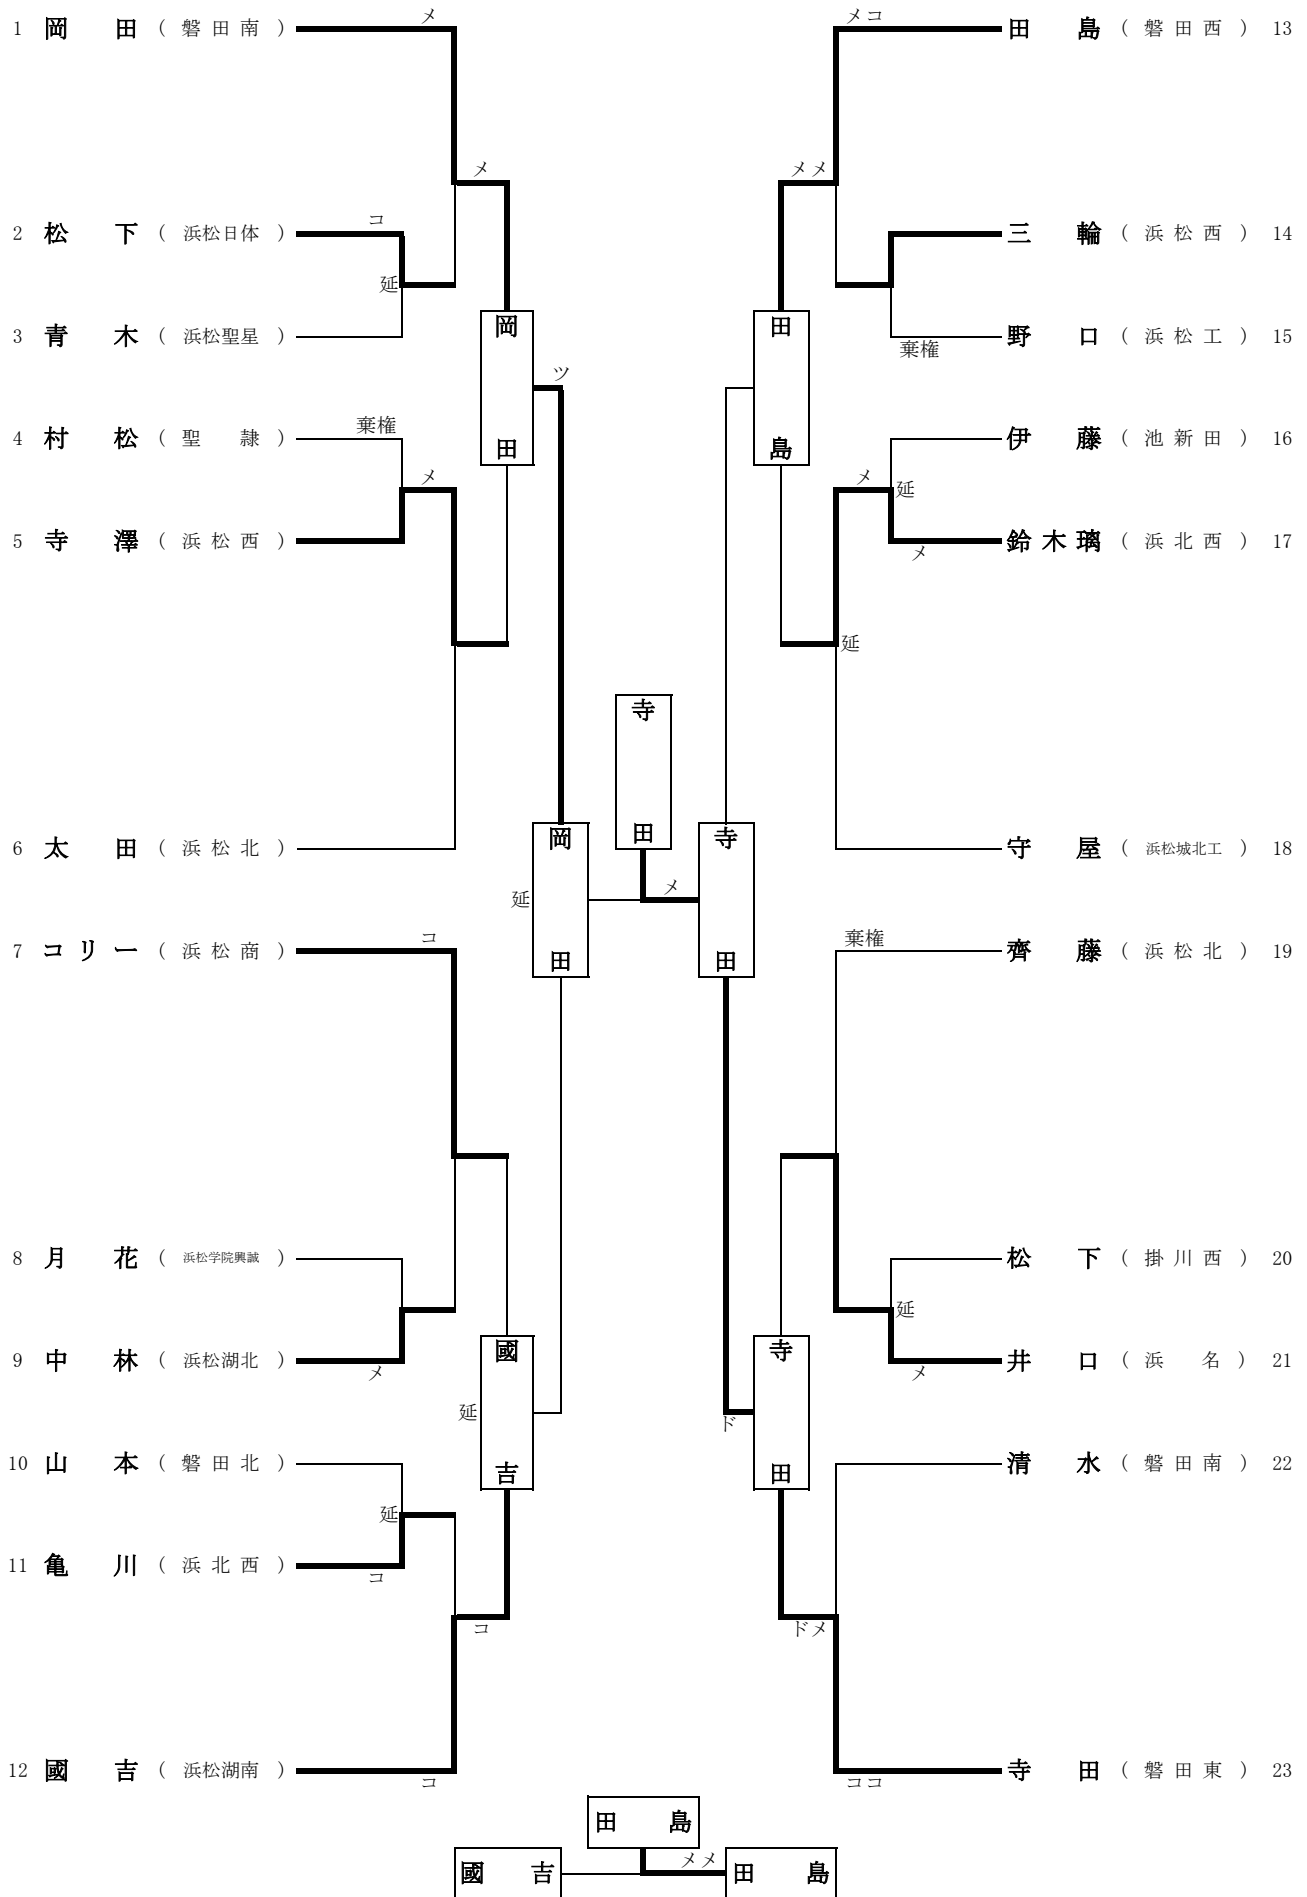 メ
メコ
1 岡田 (磐田南)
田島 (磐田西) 13
メ
メメ
2 松下 (浜松日体)
コ
三輪 (浜松西) 14
延
3 青木 (浜松聖星)
岡田
田島
野口 (浜松工) 15
棄権
ツ
4 村松 (聖隷)
棄権
伊藤 (池新田) 16
メ
メ
延
5 寺澤 (浜松西)
鈴木璃 (浜北西) 17
メ
延
寺田
6 太田 (浜松北)
岡田
寺田
守屋 (浜松城北工) 18
延
メ
7 コリー (浜松商)
コ
棄権
齊藤 (浜松北) 19
8 月花 (浜松学院興誠)
松下 (掛川西) 20
延
9 中林 (浜松湖北)
メ
國吉
寺田
井口 (浜名) 21
メ
延
ド
10 山本 (磐田北)
清水 (磐田南) 22
延
11 亀川 (浜北西)
コ
コ
ドメ
12 國吉 (浜松湖南)
コ
ココ
寺田 (磐田東) 23
田島
國吉
メメ
田島